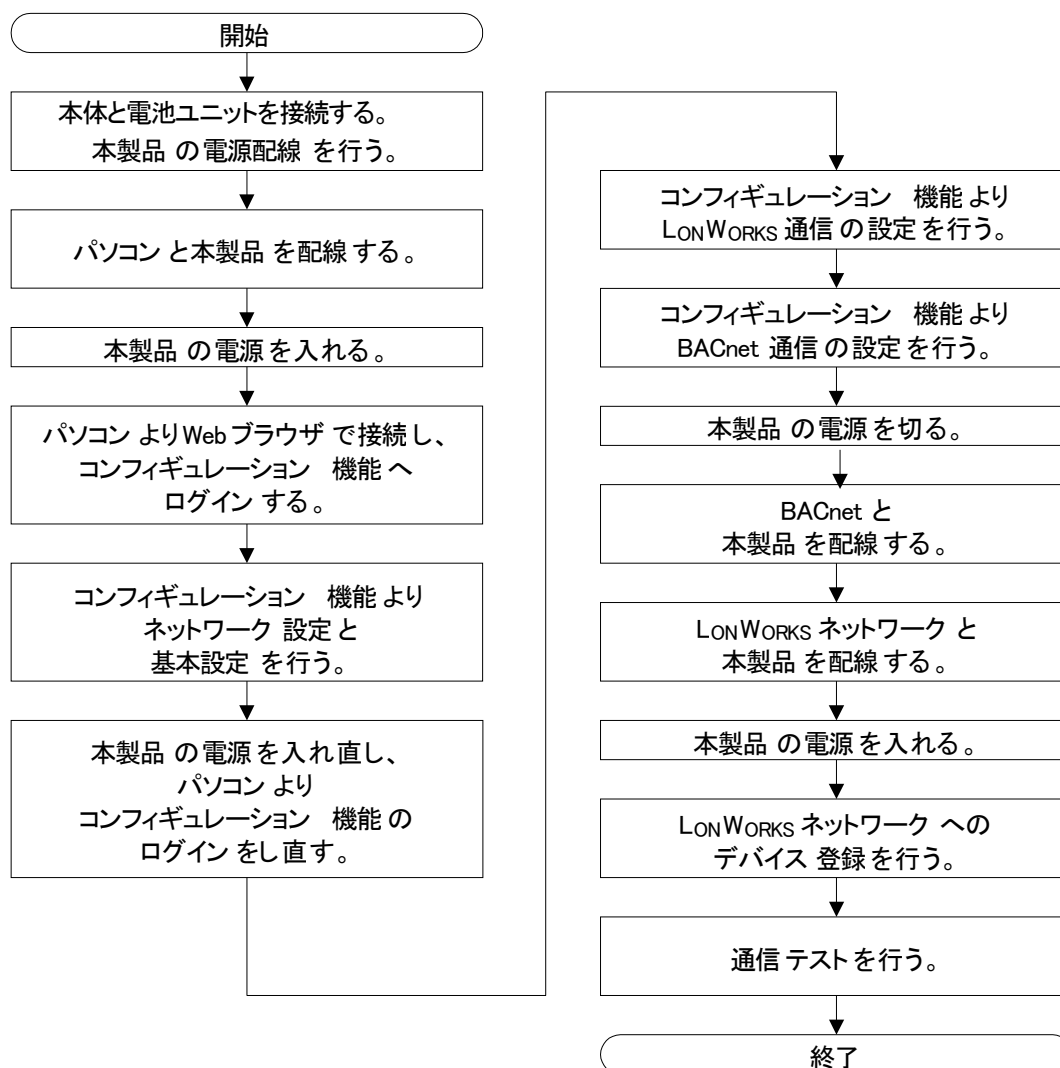 開始
本体と電池ユニットを接続する。
本製品 の電源配線 を行う。
パソコン と本製品 を配線する。
本製品 の電源を入れる。
パソコン よりWebブラウザ で接続し、
コンフィギュレーション 機能 へ
ログイン する。
コンフィギュレーション 機能 より
ネットワーク 設定と
基本設定 を行う。
本製品 の電源を入れ直し、
パソコン より
コンフィギュレーション 機能 の
ログイン をし直す。
コンフィギュレーション 機能 より
LONWORKS 通信 の設定を行う。
コンフィギュレーション 機能 より
BACnet 通信 の設定を行う。
本製品 の電源を切る。
BACnet と
本製品 を配線する。
LONWORKS ネットワーク と
本製品 を配線する。
本製品 の電源を入れる。
LONWORKS ネットワーク への
デバイス 登録を行う。
通信 テストを行う。
終了